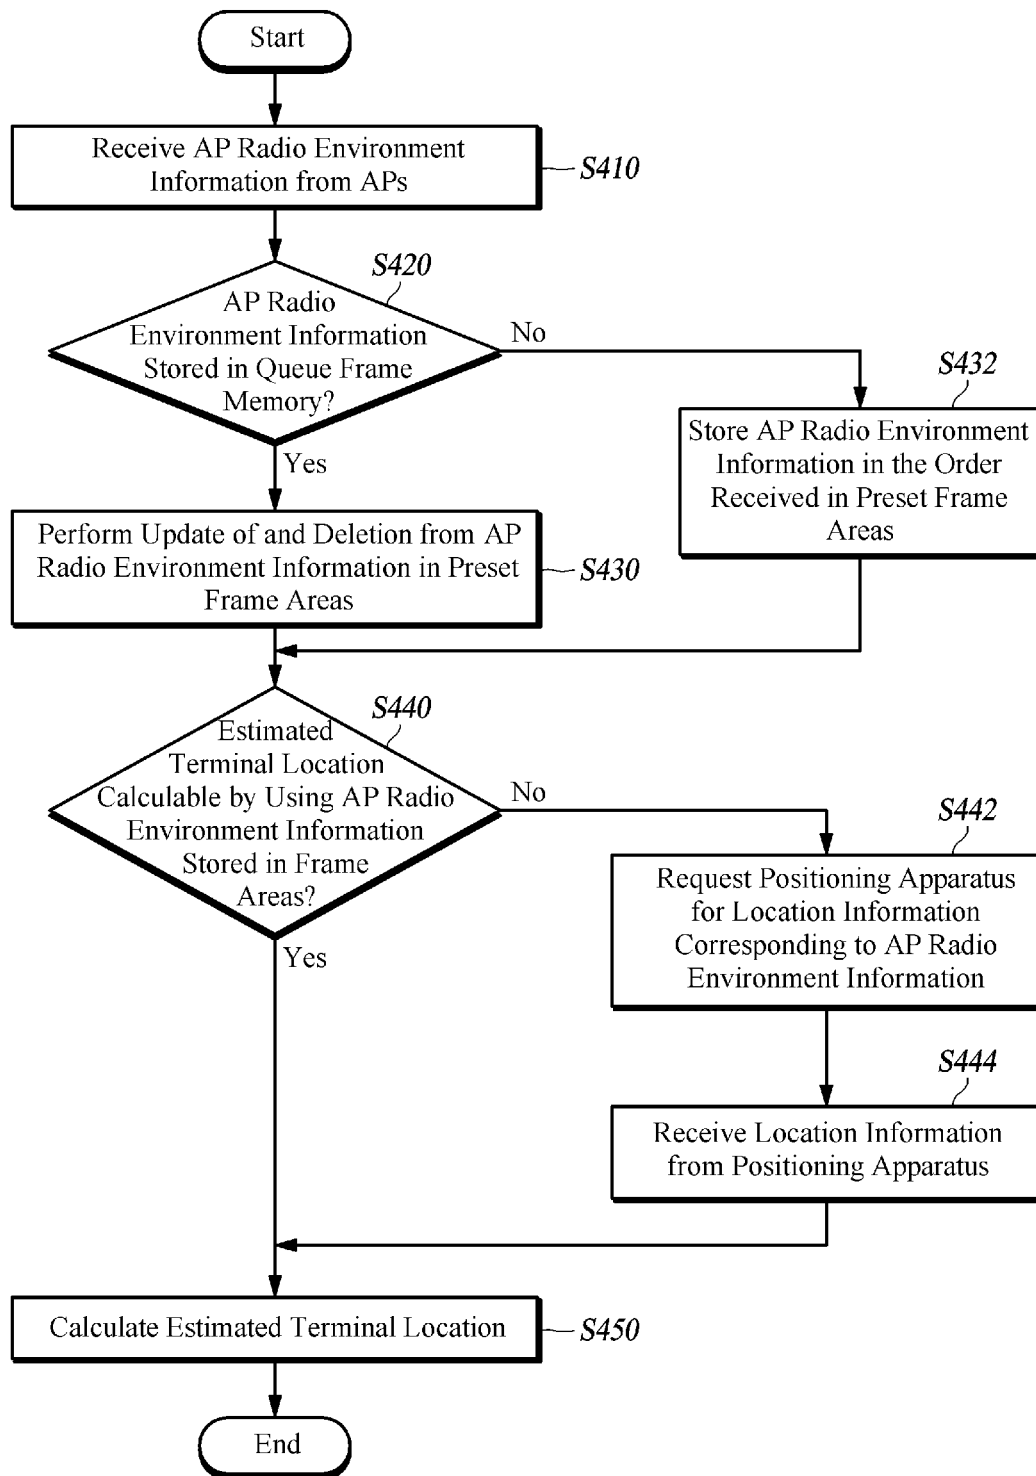 Start
Receive AP Radio Environment
Information from APs
S410
S420
AP Radio
Environment Information
Stored in Queue Frame
Memory?
No
Yes
S432
Store AP Radio Environment
Information in the Order
Received in Preset Frame
Areas
Perform Update of and Deletion from AP
Radio Environment Information in Preset
Frame Areas
S430
S440
Estimated
Terminal Location
Calculable by Using AP Radio
Environment Information
Stored in Frame
Areas?
No
Yes
S442
Request Positioning Apparatus
for Location Information
Corresponding to AP Radio
Environment Information
S444
Receive Location Information
from Positioning Apparatus
Calculate Estimated Terminal Location
S450
End